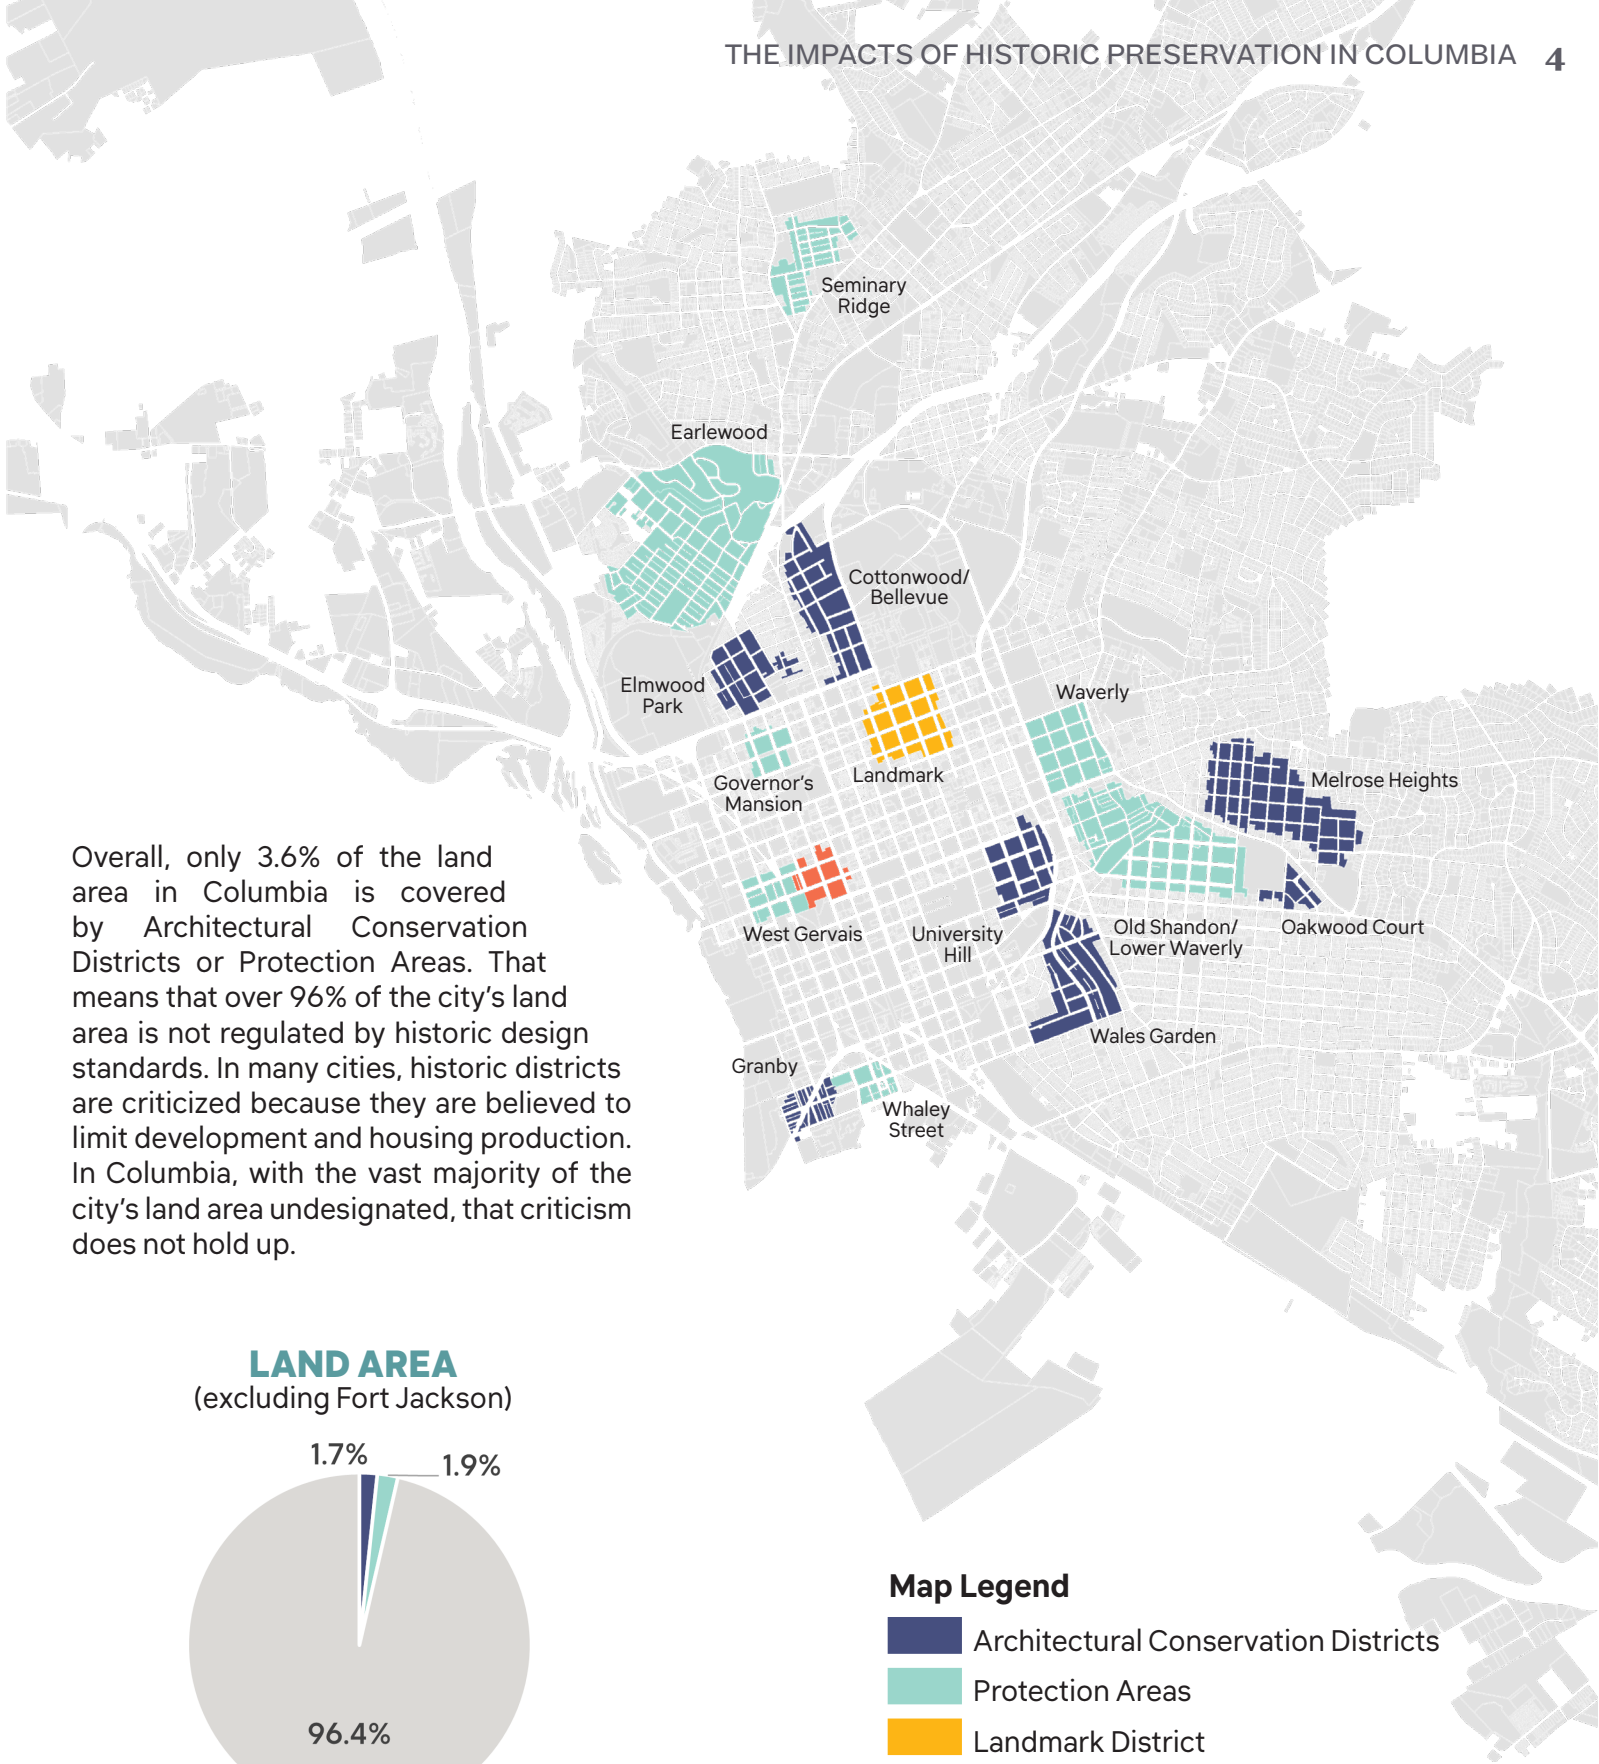 THE IMPACTS OF HISTORIC PRESERVATION IN COLUMBIA 4
Seminary
Ridge
Earlewood
Cottonwood/
Bellevue
Elmwood
Park
Waverly
Governor's
Mansion
Landmark
Melrose Heights
West Gervais
University
Hill
Old Shandon/
Lower Waverly
Oakwood Court
Wales Garden
Granby
Whaley
Street
Overall, only 3.6% of the land
area in Columbia is covered
by Architectural Conservation
Districts or Protection Areas. That
means that over 96% of the city's land
area is not regulated by historic design
standards. In many cities, historic districts
are criticized because they are believed to
limit development and housing production.
In Columbia, with the vast majority of the
city's land area undesignated, that criticism
does not hold up.
LAND AREA
(excluding Fort Jackson)
1.7%
1.9%
96.4%
Map Legend
Architectural Conservation Districts
Protection Areas
Landmark District